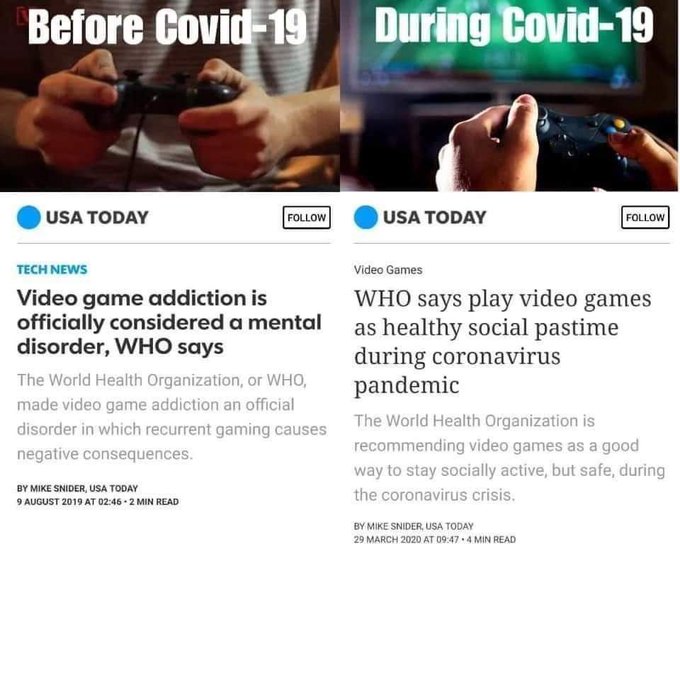 Before Covid-19
USA TODAY
FOLLOW
TECH NEWS
Video game addiction is
officially considered a mental
disorder, WHO says
The World Health Organization, or WHO,
made video game addiction an official
disorder in which recurrent gaming causes
negative consequences.
BY MIKE SNIDER, USA TODAY
9 AUGUST 2019 AT 02:46 • 2 MIN READ
During Covid-19
USA TODAY
FOLLOW
Video Games
WHO says play video games
as healthy social pastime
during coronavirus
pandemic
The World Health Organization is
recommending video games as a good
way to stay socially active, but safe, during
the coronavirus crisis.
BY MIKE SNIDER, USA TODAY
29 MARCH 2020 AT 09:47 • 4 MIN READ